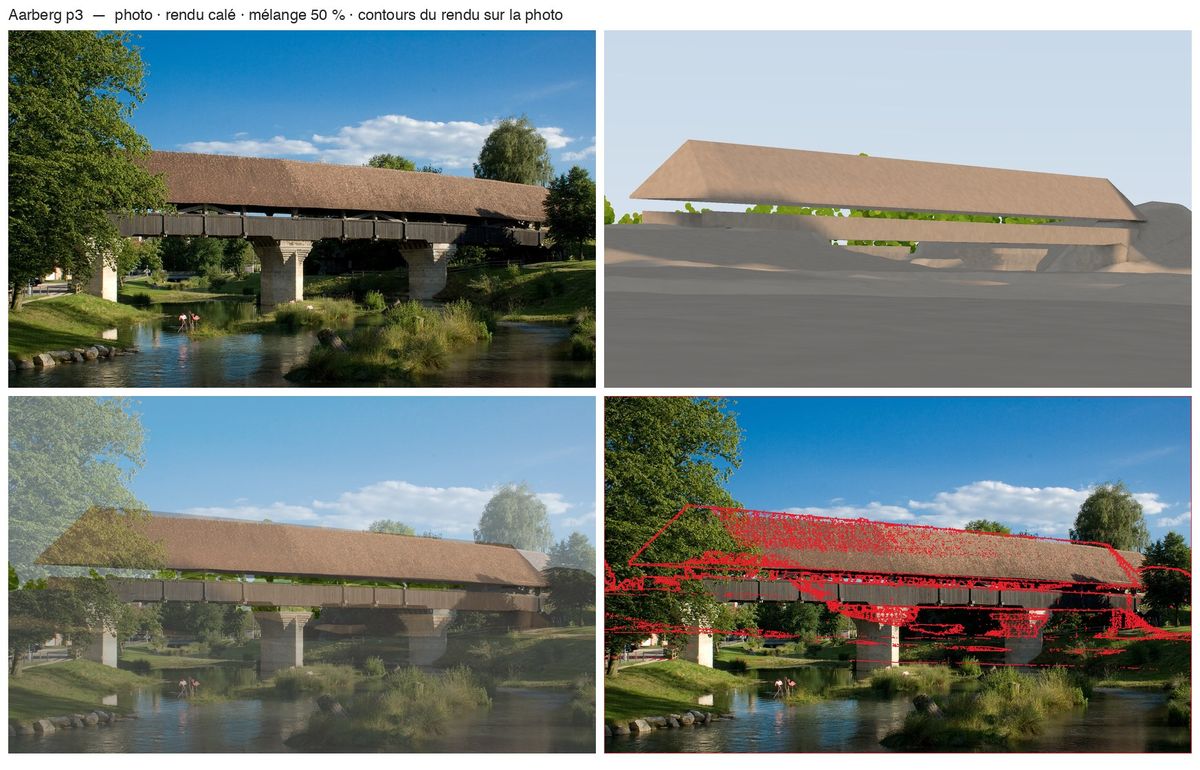 Aarberg p3 — photo · rendu calé · mélange 50 % · contours du rendu sur la photo